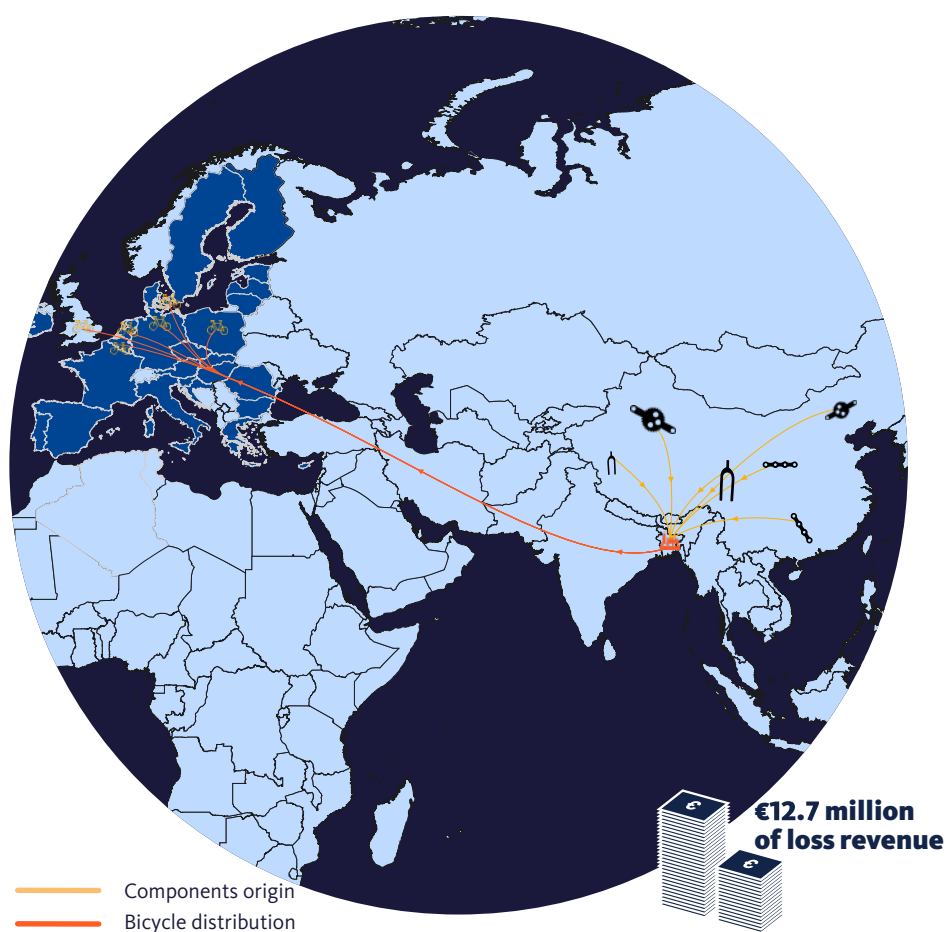 €
€12.7 million
of loss revenue
€
Components origin
Bicycle distribution